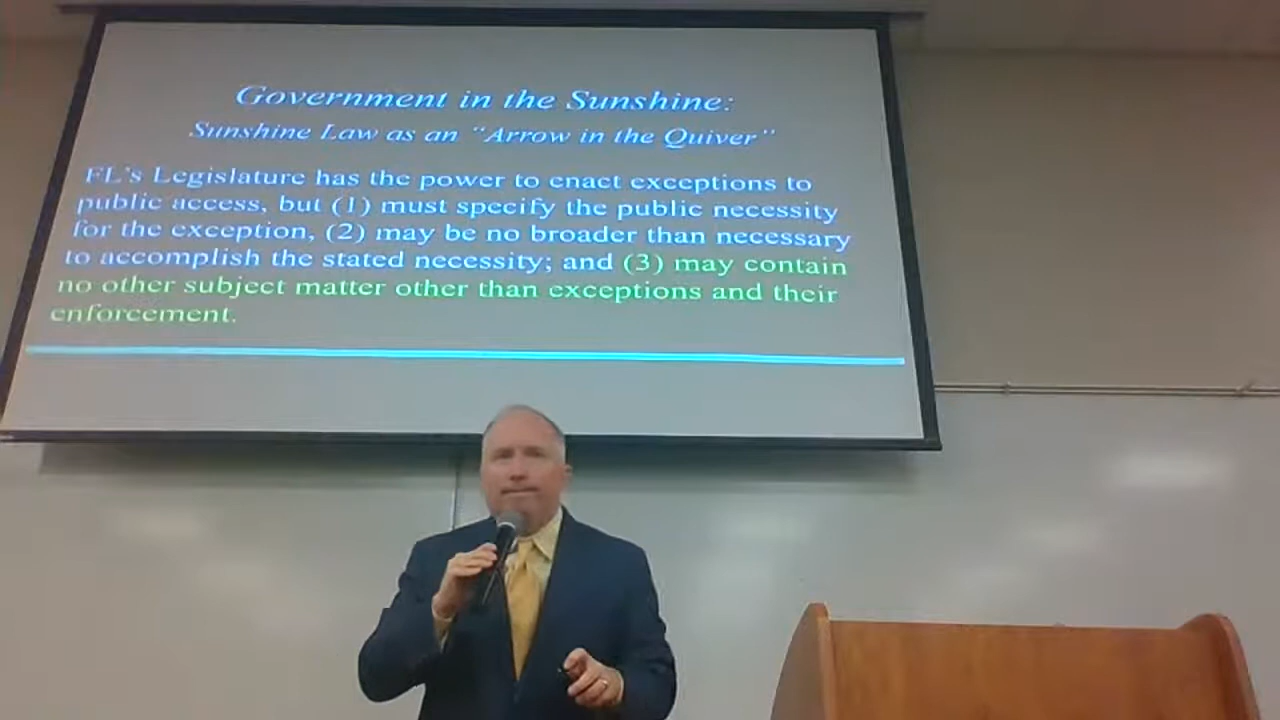 Government in the Sunshine:
Sunshine Law as an “Arrow in the Quiver”
FL’s Legislature has the power to enact exceptions to
public access, but (1) must specify the public necessity
for the exception, (2) may be no broader than necessary
to accomplish the stated necessity; and (3) may contain
no other subject matter other than exceptions and their
enforcement.